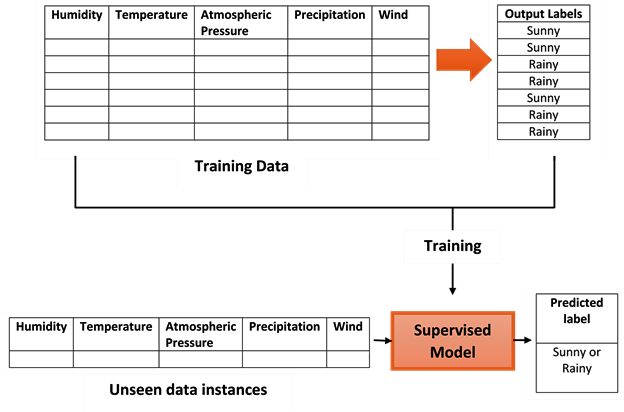 Humidity Temperature Atmospheric Precipitation Wind
Pressure
Output Labels
Sunny
Sunny
Rainy
Rainy
Sunny
Rainy
Rainy
Training Data
Training
Humidity Temperature Atmospheric Precipitation Wind
Pressure
Unseen data instances
Supervised
Model
Predicted
label
Sunny or
Rainy